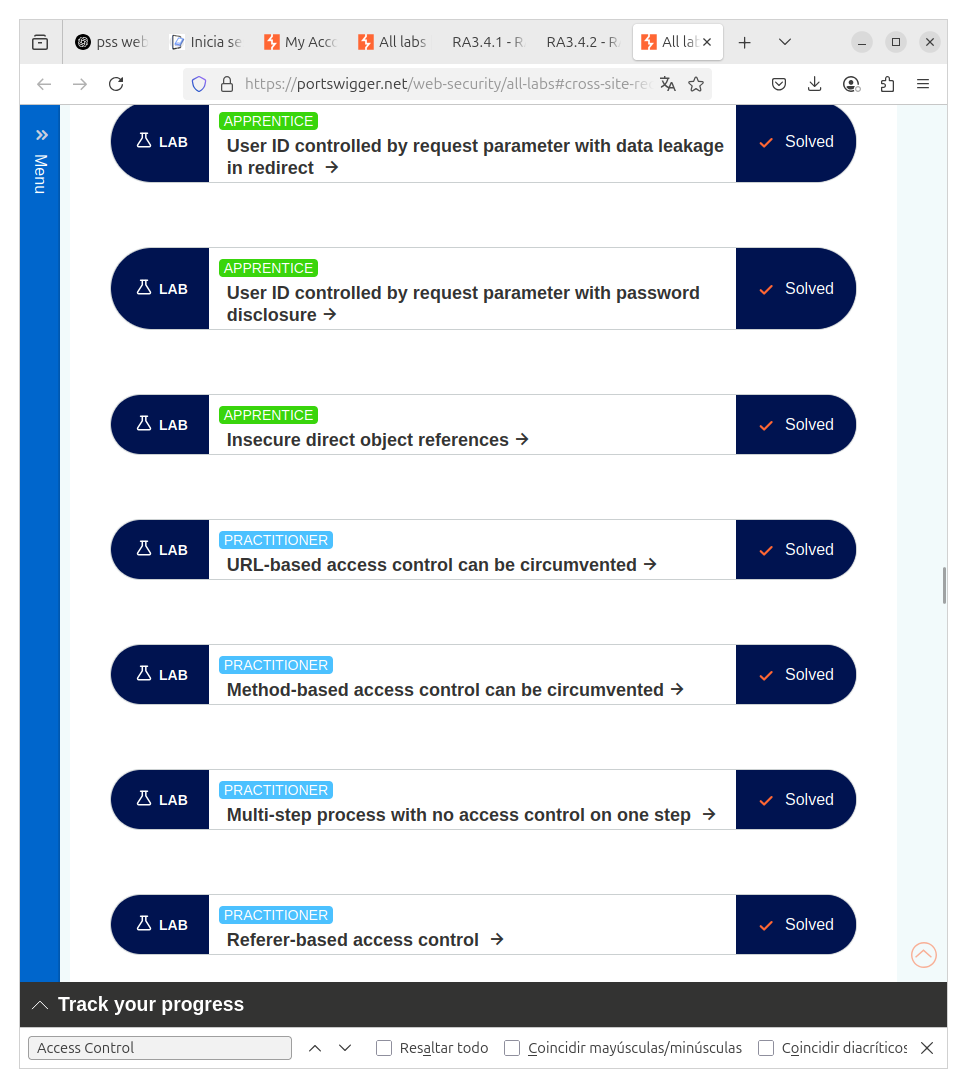 pss web
Inicia se
My Acco
All labs
RA3.4.1 - R
RA3.4.2 - R
All lab
https://portswigger.net/web-security/all-labs#cross-site-re
Menu
LAB
APPRENTICE
User ID controlled by request parameter with data leakage
in redirect
Solved
LAB
APPRENTICE
User ID controlled by request parameter with password
disclosure
Solved
LAB
APPRENTICE
Insecure direct object references
Solved
LAB
PRACTITIONER
URL-based access control can be circumvented
Solved
LAB
PRACTITIONER
Method-based access control can be circumvented
Solved
LAB
PRACTITIONER
Multi-step process with no access control on one step
Solved
LAB
PRACTITIONER
Referer-based access control
Solved
Track your progress
Access Control
Resaltar todo
Coincidir mayúsculas/minúsculas
Coincidir diacríticos